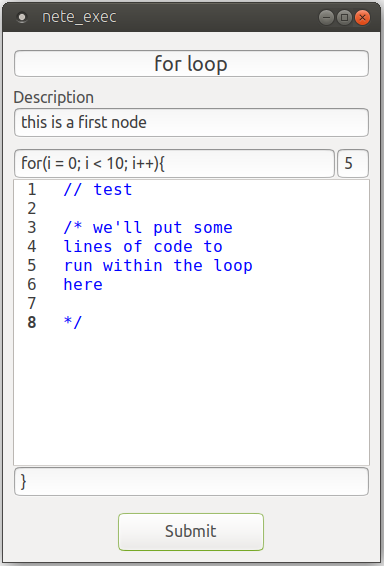 nete_exec
for loop
Description
this is a first node
for(i = 0; i < 10; i++){ 5
1 // test
2
3 /* we'll put some
4 lines of code to
5 run within the loop
6 here
7
8 */
}
Submit